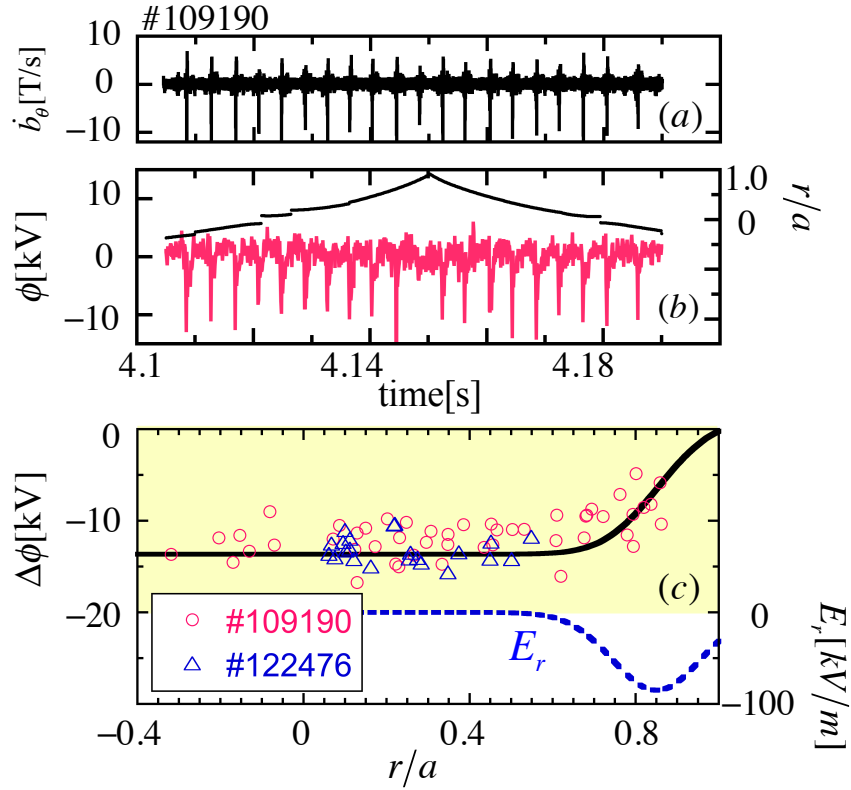 #109190
10
0
−10
ḃθ[T/s]
(a)
10
0
−10
ϕ[kV]
1.0
0
r/a
(b)
4.1 4.14 4.18
time[s]
0
−10
−20
Δϕ[kV]
(c)
#109190
#122476
Er
0
−100
Er[kV/m]
−0.4 0 0.4 0.8
r/a